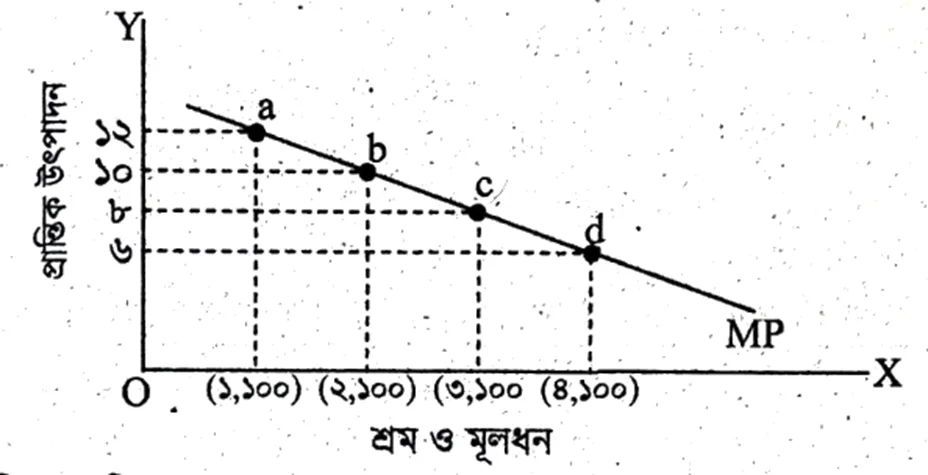 Y
প্রান্তিক উৎপাদন
a
১২
b
১০
c
৮
d
৬
MP
O
X
(১,১০০) (২,১০০) (৩,১০০ (৪,১০০)
শ্রম ও মূলধন